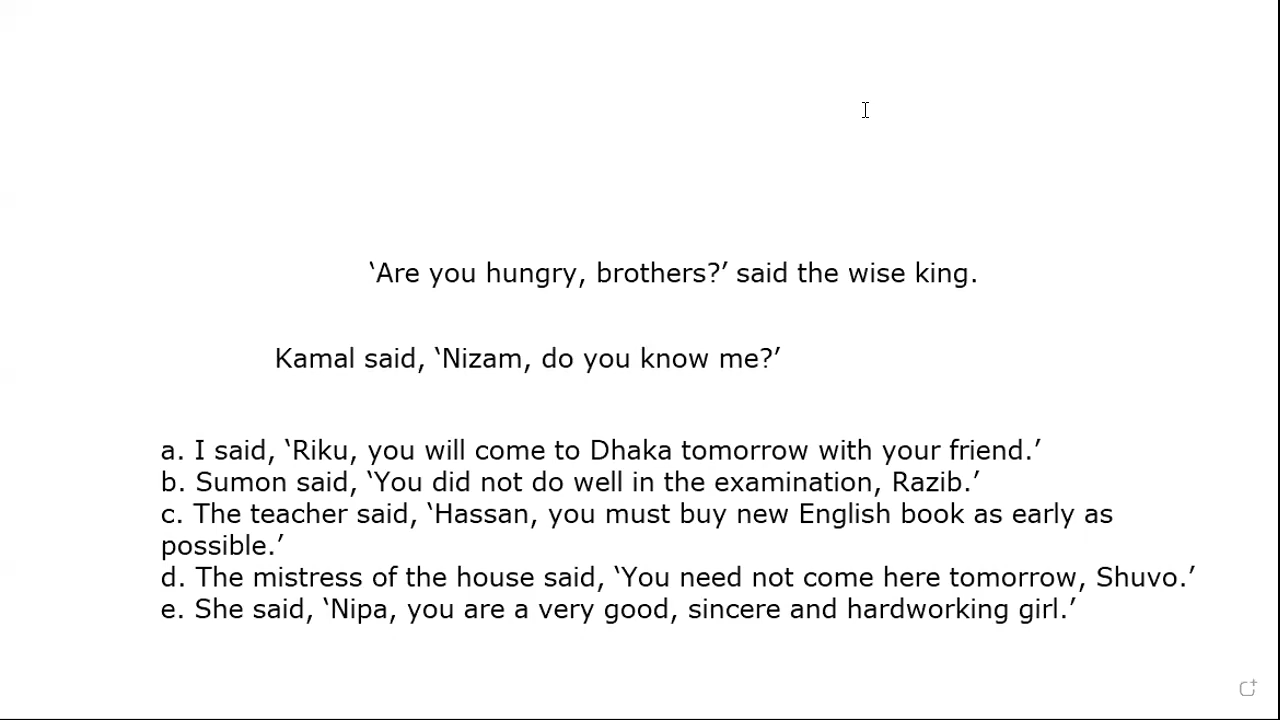 ‘Are you hungry, brothers?’ said the wise king.
Kamal said, ‘Nizam, do you know me?’
a. I said, ‘Riku, you will come to Dhaka tomorrow with your friend.’
b. Sumon said, ‘You did not do well in the examination, Razib.’
c. The teacher said, ‘Hassan, you must buy new English book as early as
possible.’
d. The mistress of the house said, ‘You need not come here tomorrow, Shuvo.’
e. She said, ‘Nipa, you are a very good, sincere and hardworking girl.’